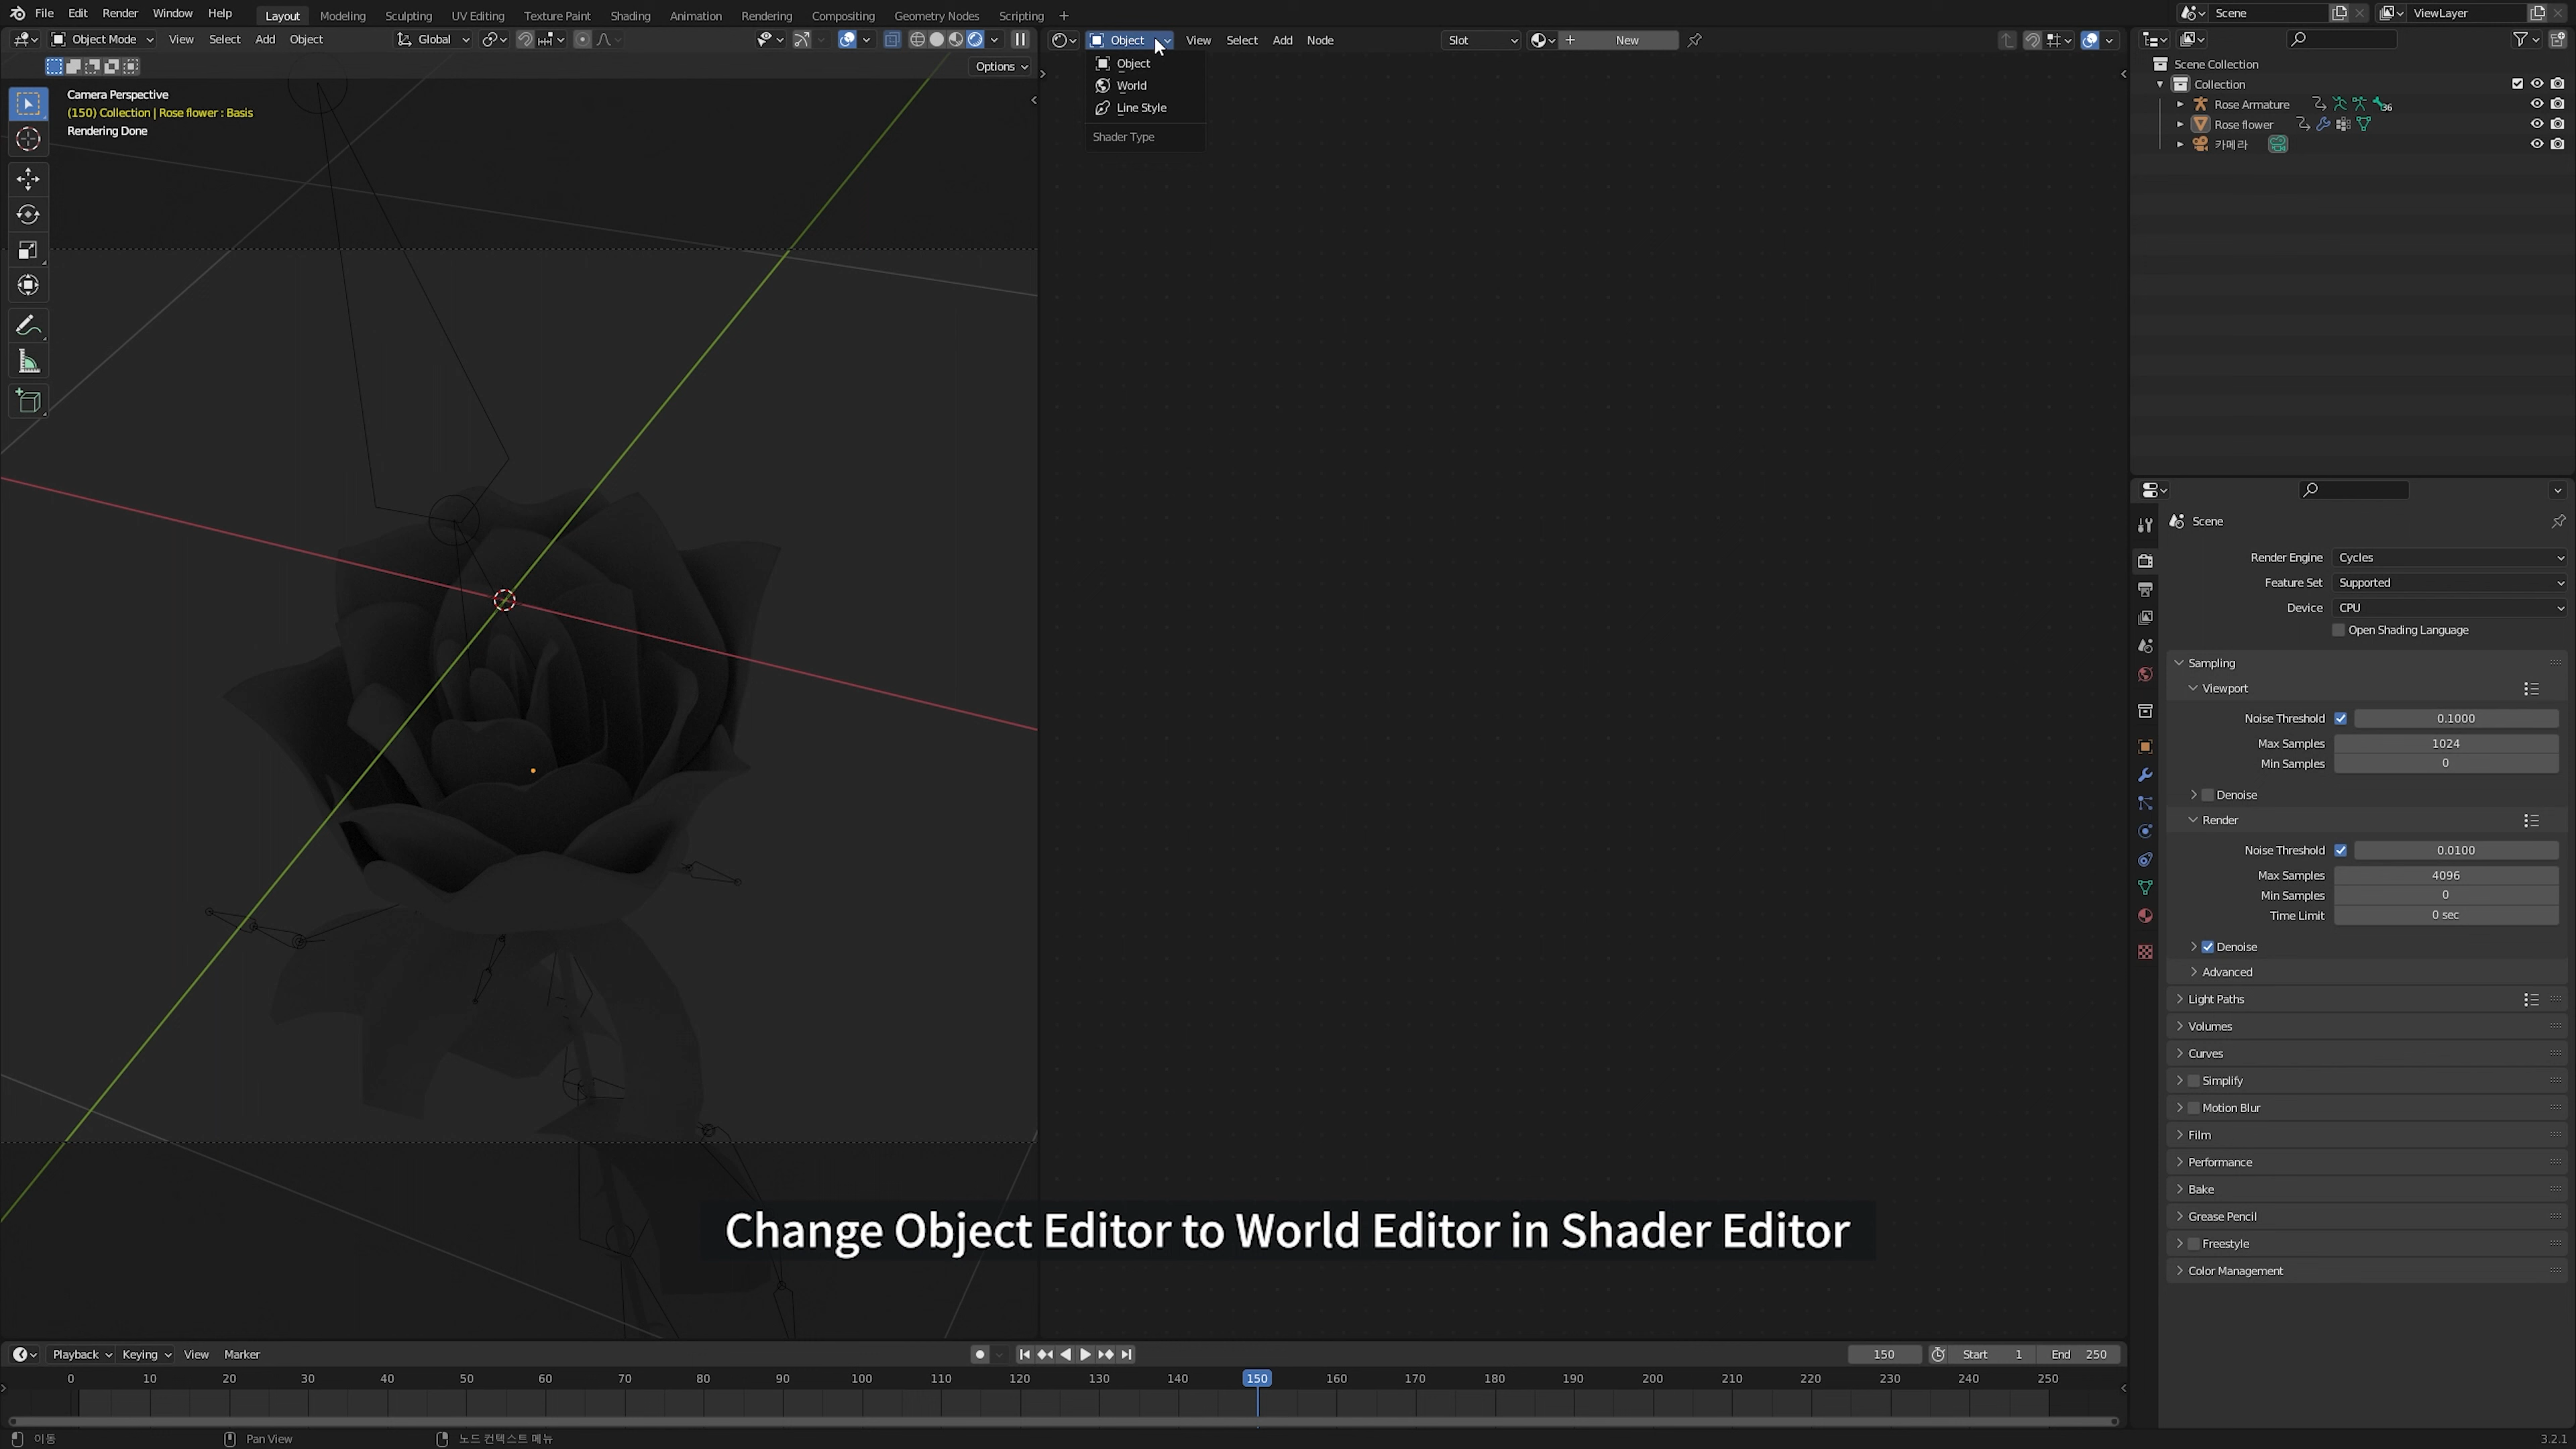 File Edit Render Window Help Layout Modeling Sculpting UV Editing Texture Paint Shading Animation Rendering Compositing Geometry Nodes Scripting + Scene ViewLayer
Object Mode View Select Add Object Global Object View Select Add Node Slot New
Options
Object
World
Line Style
Shader Type
Camera Perspective
(150) Collection | Rose flower : Basis
Rendering Done
Scene Collection
Collection
Rose Armature 36
Rose flower
카메라
Scene
Render Engine Cycles
Feature Set Supported
Device CPU
Open Shading Language
Sampling
Viewport
Noise Threshold 0.1000
Max Samples 1024
Min Samples 0
Denoise
Render
Noise Threshold 0.0100
Max Samples 4096
Min Samples 0
Time Limit 0 sec
Denoise
Advanced
Light Paths
Volumes
Curves
Simplify
Motion Blur
Film
Performance
Bake
Grease Pencil
Freestyle
Color Management
Change Object Editor to World Editor in Shader Editor
Playback Keying View Marker 150 Start 1 End 250
0 10 20 30 40 50 60 70 80 90 100 110 120 130 140 150 160 170 180 190 200 210 220 230 240 250
이동 Pan View 노드 컨텍스트 메뉴 3.2.1